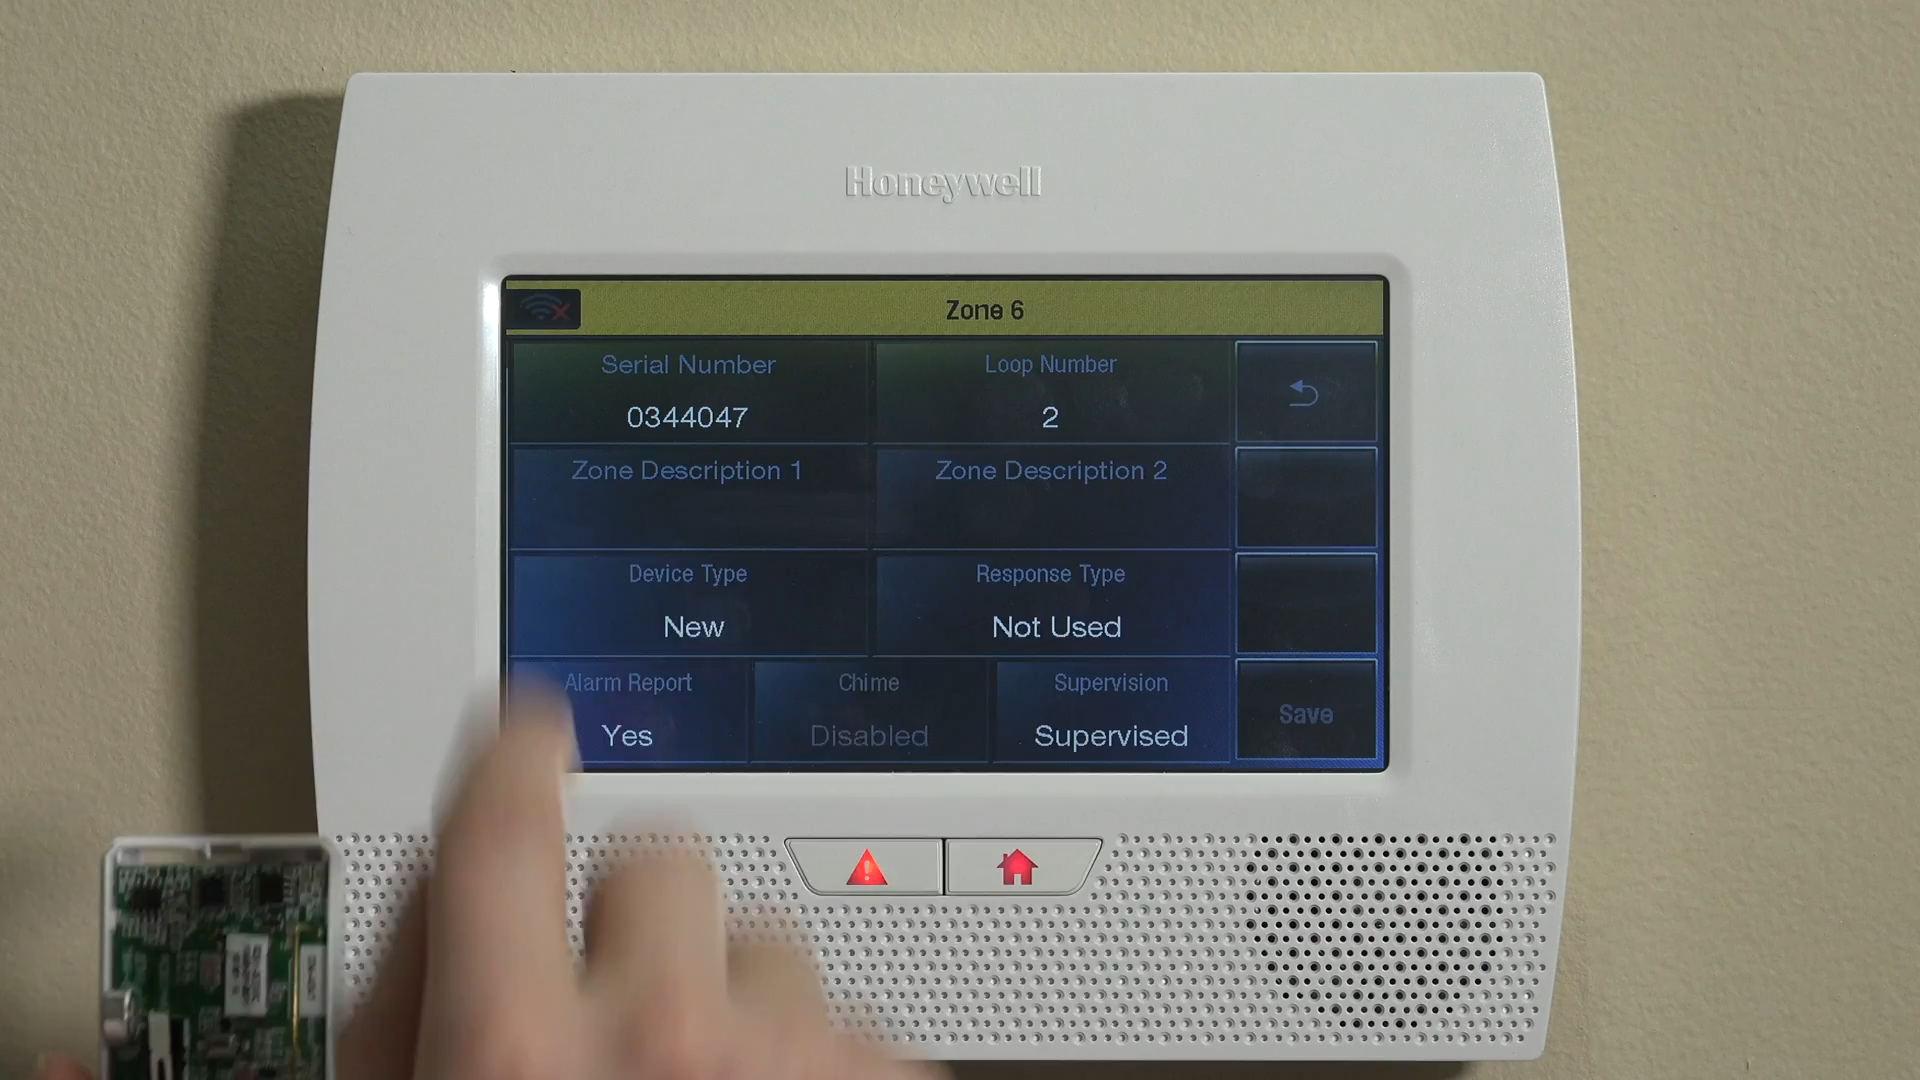 Honeywell
Zone 6
Serial Number
0344047
Loop Number
2
Zone Description 1
Zone Description 2
Device Type
New
Response Type
Not Used
Alarm Report
Yes
Chime
Disabled
Supervision
Supervised
Save